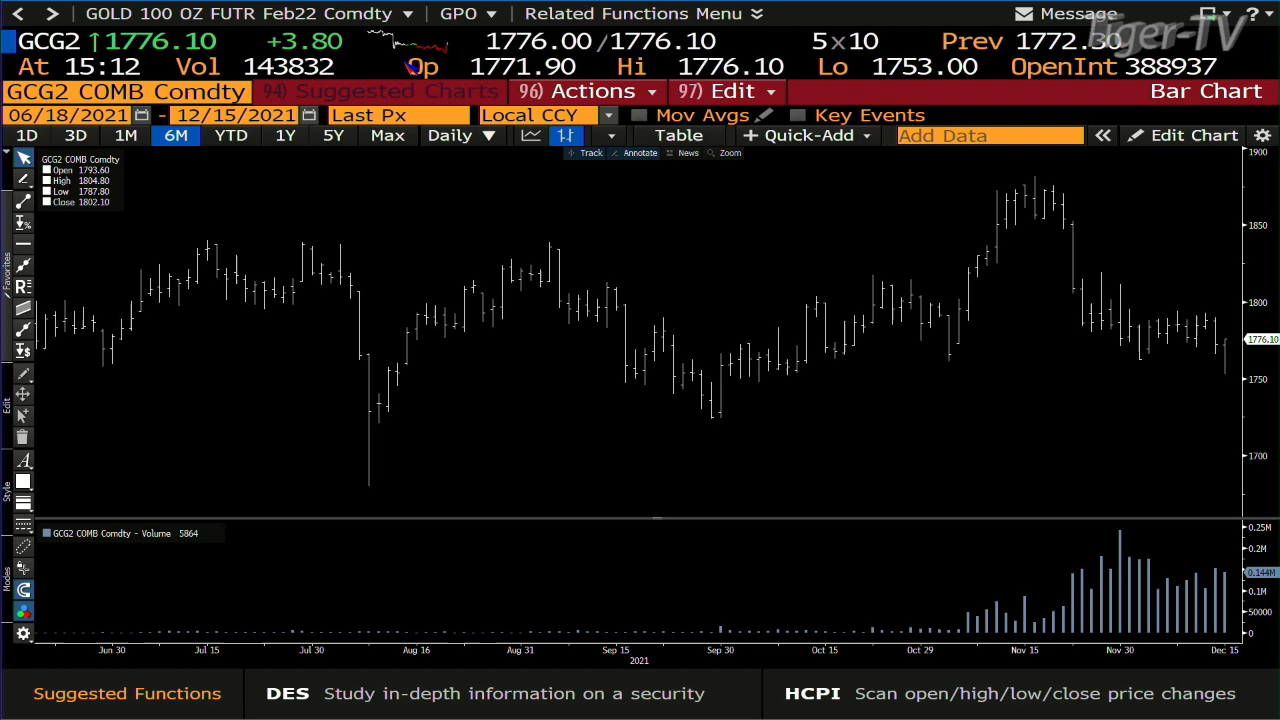 < > GOLD 100 OZ FUTR Feb22 Comdty GPO Related Functions Menu Message ?
Tiger-TV
GCG2 ↑1776.10 +3.80 1776.00/1776.10 5x10 Prev 1772.30
At 15:12 Vol 143832 Op 1771.90 Hi 1776.10 Lo 1753.00 OpenInt 388937
GCG2 COMB Comdty 94) Suggested Charts 96) Actions 97) Edit Bar Chart
06/18/2021 - 12/15/2021 Last Px Local CCY Mov Avgs Key Events
1D 3D 1M 6M YTD 1Y 5Y Max Daily ▼ Table + Quick-Add Add Data « Edit Chart
Track Annotate News Zoom
GCG2 COMB Comdty
Open 1793.60
High 1804.80
Low 1787.80
Close 1802.10
Favorites
Edit
Style
Modes
1900
1850
1800
1776.10
1750
1700
GCG2 COMB Comdty - Volume 5864
0.25M
0.2M
0.144M
0.1M
50000
0
Jun 30 Jul 15 Jul 30 Aug 16 Aug 31 Sep 15 Sep 30 Oct 15 Oct 29 Nov 15 Nov 30 Dec 15
2021
Suggested Functions DES Study in-depth information on a security HCPI Scan open/high/low/close price changes